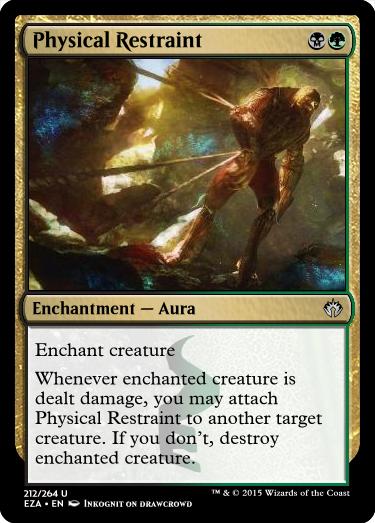 Physical Restraint
Enchantment — Aura
Enchant creature
Whenever enchanted creature is
dealt damage, you may attach
Physical Restraint to another target
creature. If you don't, destroy
enchanted creature.
212/264 U
EZA • EN Inkognit on drawcrowd
™ & © 2015 Wizards of the Coast